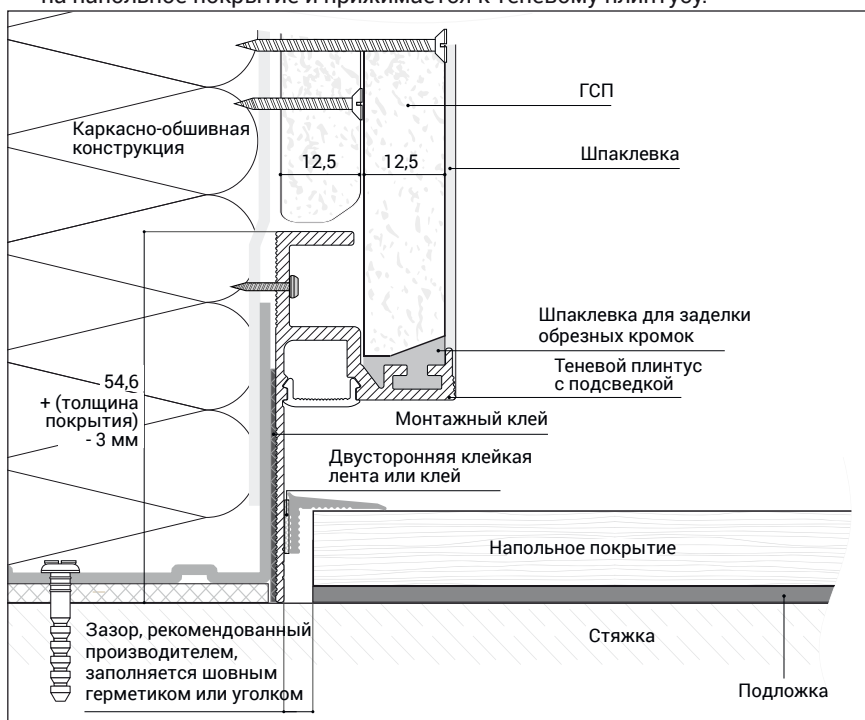 на напольное покрытие и прижимается к теневому плинтусу.
ГСП
Каркасно-обшивная
конструкция
12,5
12,5
Шпаклевка
Шпаклевка для заделки
обрезных кромок
Теневой плинтус
с подсветкой
54,6
+ (толщина
покрытия)
- 3 мм
Монтажный клей
Двусторонняя клейкая
лента или клей
Напольное покрытие
Зазор, рекомендованный
производителем,
заполняется шовным
герметиком или уголком
Стяжка
Подложка